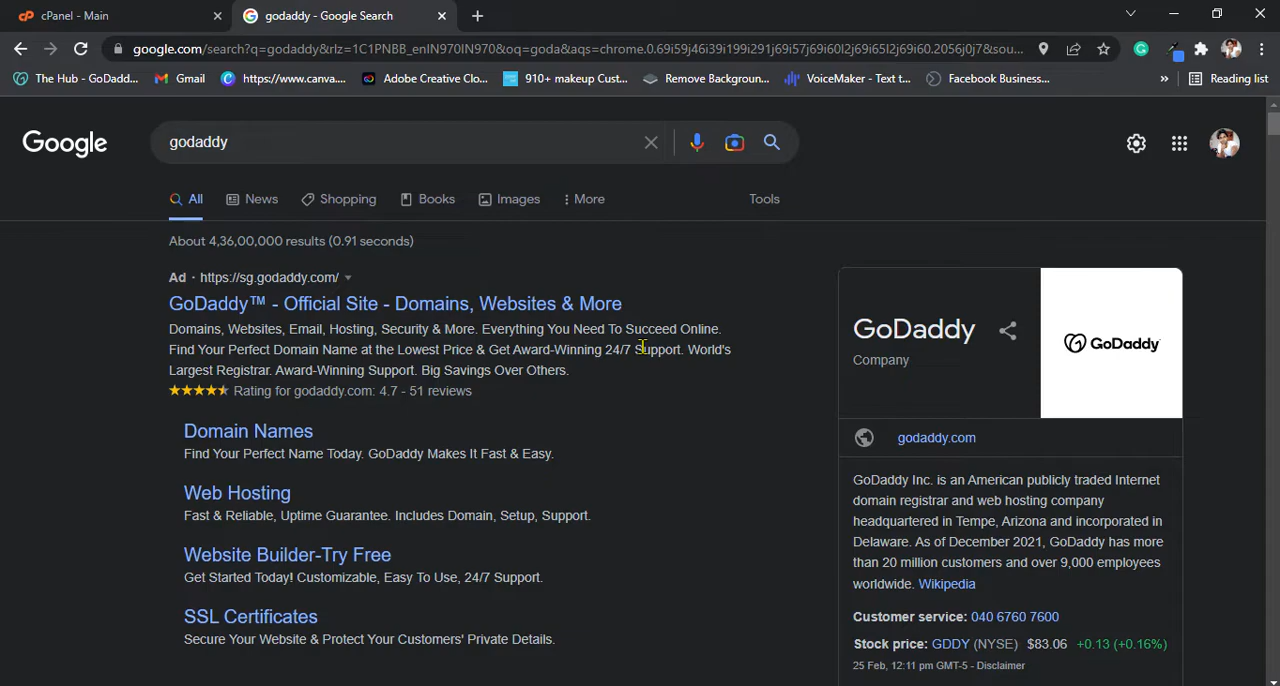 cPanel - Main
godaddy - Google Search
google.com/search?q=godaddy&rlz=1C1PNBB_enIN970IN970&oq=goda&aqs=chrome.0.69i59j46i39i199i291j69i57j69i60l2j69i65l2j69i60.2056j0j7&sou...
The Hub - GoDadd...
Gmail
https://www.canva....
Adobe Creative Clo...
910+ makeup Cust...
Remove Backgroun...
VoiceMaker - Text t...
Facebook Business...
»
Reading list
Google
godaddy
All
News
Shopping
Books
Images
More
Tools
About 4,36,00,000 results (0.91 seconds)
Ad · https://sg.godaddy.com/
GoDaddy™ - Official Site - Domains, Websites & More
Domains, Websites, Email, Hosting, Security & More. Everything You Need To Succeed Online.
Find Your Perfect Domain Name at the Lowest Price & Get Award-Winning 24/7 Support. World's
Largest Registrar. Award-Winning Support. Big Savings Over Others.
Rating for godaddy.com: 4.7 - 51 reviews
Domain Names
Find Your Perfect Name Today. GoDaddy Makes It Fast & Easy.
Web Hosting
Fast & Reliable, Uptime Guarantee. Includes Domain, Setup, Support.
Website Builder-Try Free
Get Started Today! Customizable, Easy To Use, 24/7 Support.
SSL Certificates
Secure Your Website & Protect Your Customers' Private Details.
GoDaddy
Company
GoDaddy
godaddy.com
GoDaddy Inc. is an American publicly traded Internet
domain registrar and web hosting company
headquartered in Tempe, Arizona and incorporated in
Delaware. As of December 2021, GoDaddy has more
than 20 million customers and over 9,000 employees
worldwide. Wikipedia
Customer service: 040 6760 7600
Stock price: GDDY (NYSE) $83.06 +0.13 (+0.16%)
25 Feb, 12:11 pm GMT-5 - Disclaimer